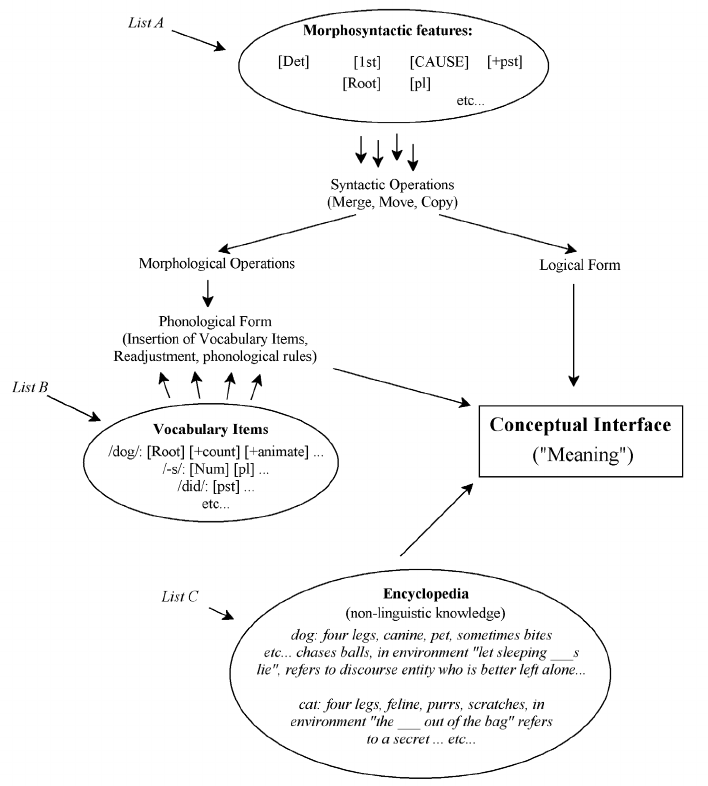 List A
Morphosyntactic features:
[Det] [1st] [CAUSE] [+pst]
[Root] [pl]
etc...
Syntactic Operations
(Merge, Move, Copy)
Morphological Operations
Logical Form
Phonological Form
(Insertion of Vocabulary Items,
Readjustment, phonological rules)
List B
Vocabulary Items
/dog/: [Root] [+count] [+animate] ...
/-s/: [Num] [pl] ...
/did/: [pst] ...
etc...
Conceptual Interface
("Meaning")
List C
Encyclopedia
(non-linguistic knowledge)
dog: four legs, canine, pet, sometimes bites
etc... chases balls, in environment "let sleeping ___s
lie", refers to discourse entity who is better left alone...
cat: four legs, feline, purrs, scratches, in
environment "the ___ out of the bag" refers
to a secret ... etc...